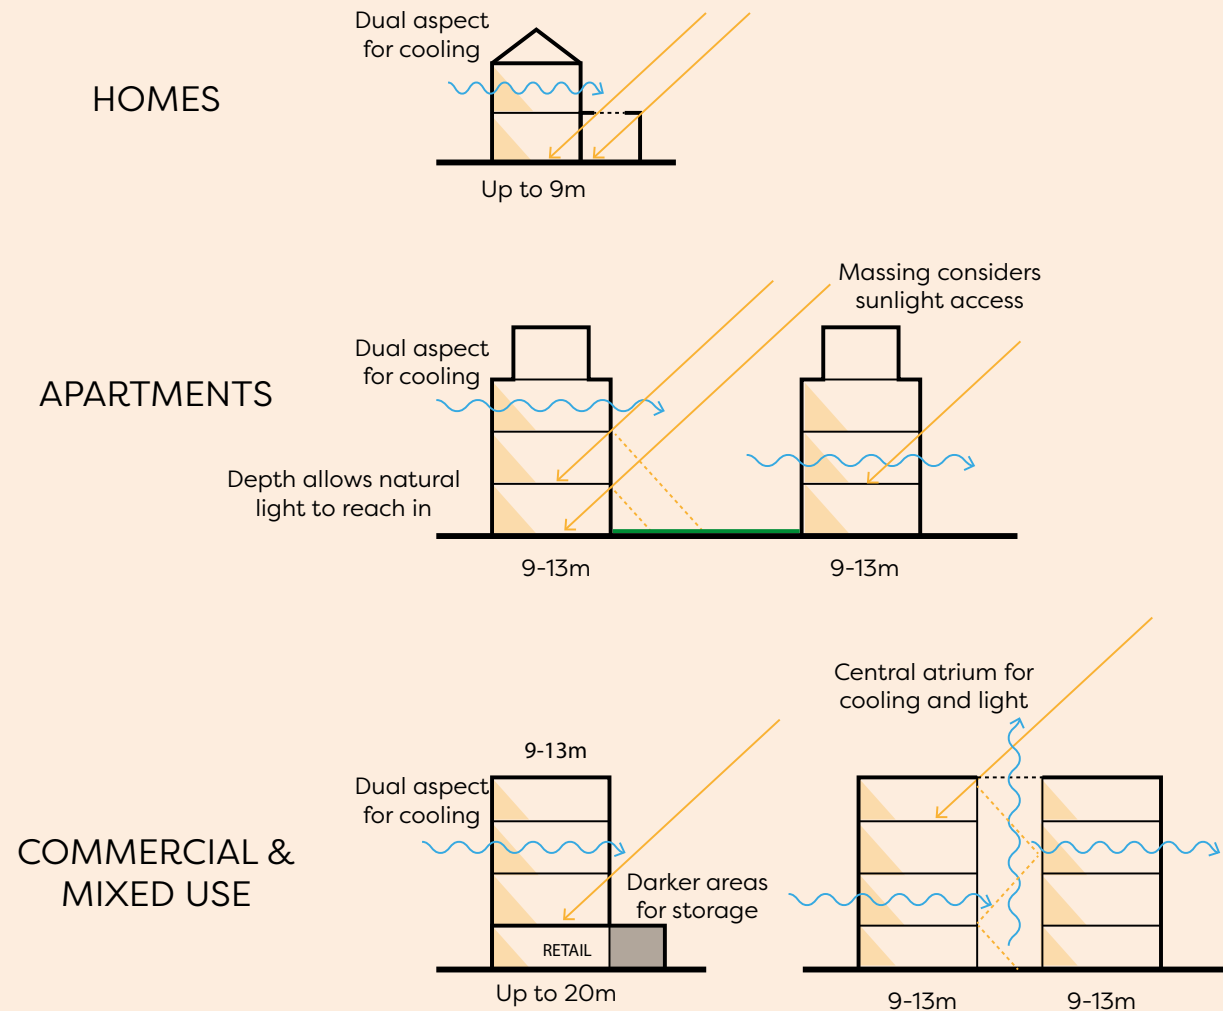 Dual aspect
for cooling
HOMES
Up to 9m
Massing considers
sunlight access
Dual aspect
for cooling
APARTMENTS
Depth allows natural
light to reach in
9-13m
9-13m
Central atrium for
cooling and light
9-13m
Dual aspect
for cooling
COMMERCIAL &
MIXED USE
Darker areas
for storage
RETAIL
Up to 20m
9-13m
9-13m